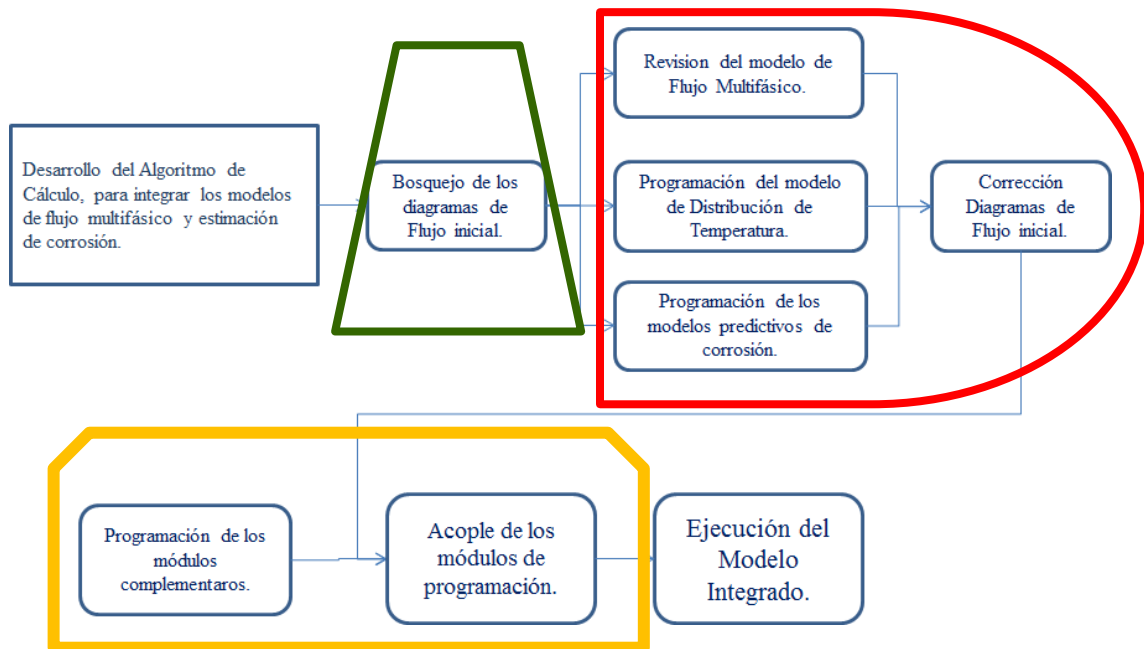 Desarrollo del Algoritmo de
Cálculo, para integrar los modelos
de flujo multifásico y estimación
de corrosión.
Bosquejo de los
diagramas de
Flujo inicial.
Revision del modelo de
Flujo Multifásico.
Programación del modelo
de Distribución de
Temperatura.
Programación de los
modelos predictivos de
corrosión.
Corrección
Diagramas de
Flujo inicial.
Programación de los
módulos
complementaros.
Acople de los
módulos de
programación.
Ejecución del
Modelo
Integrado.